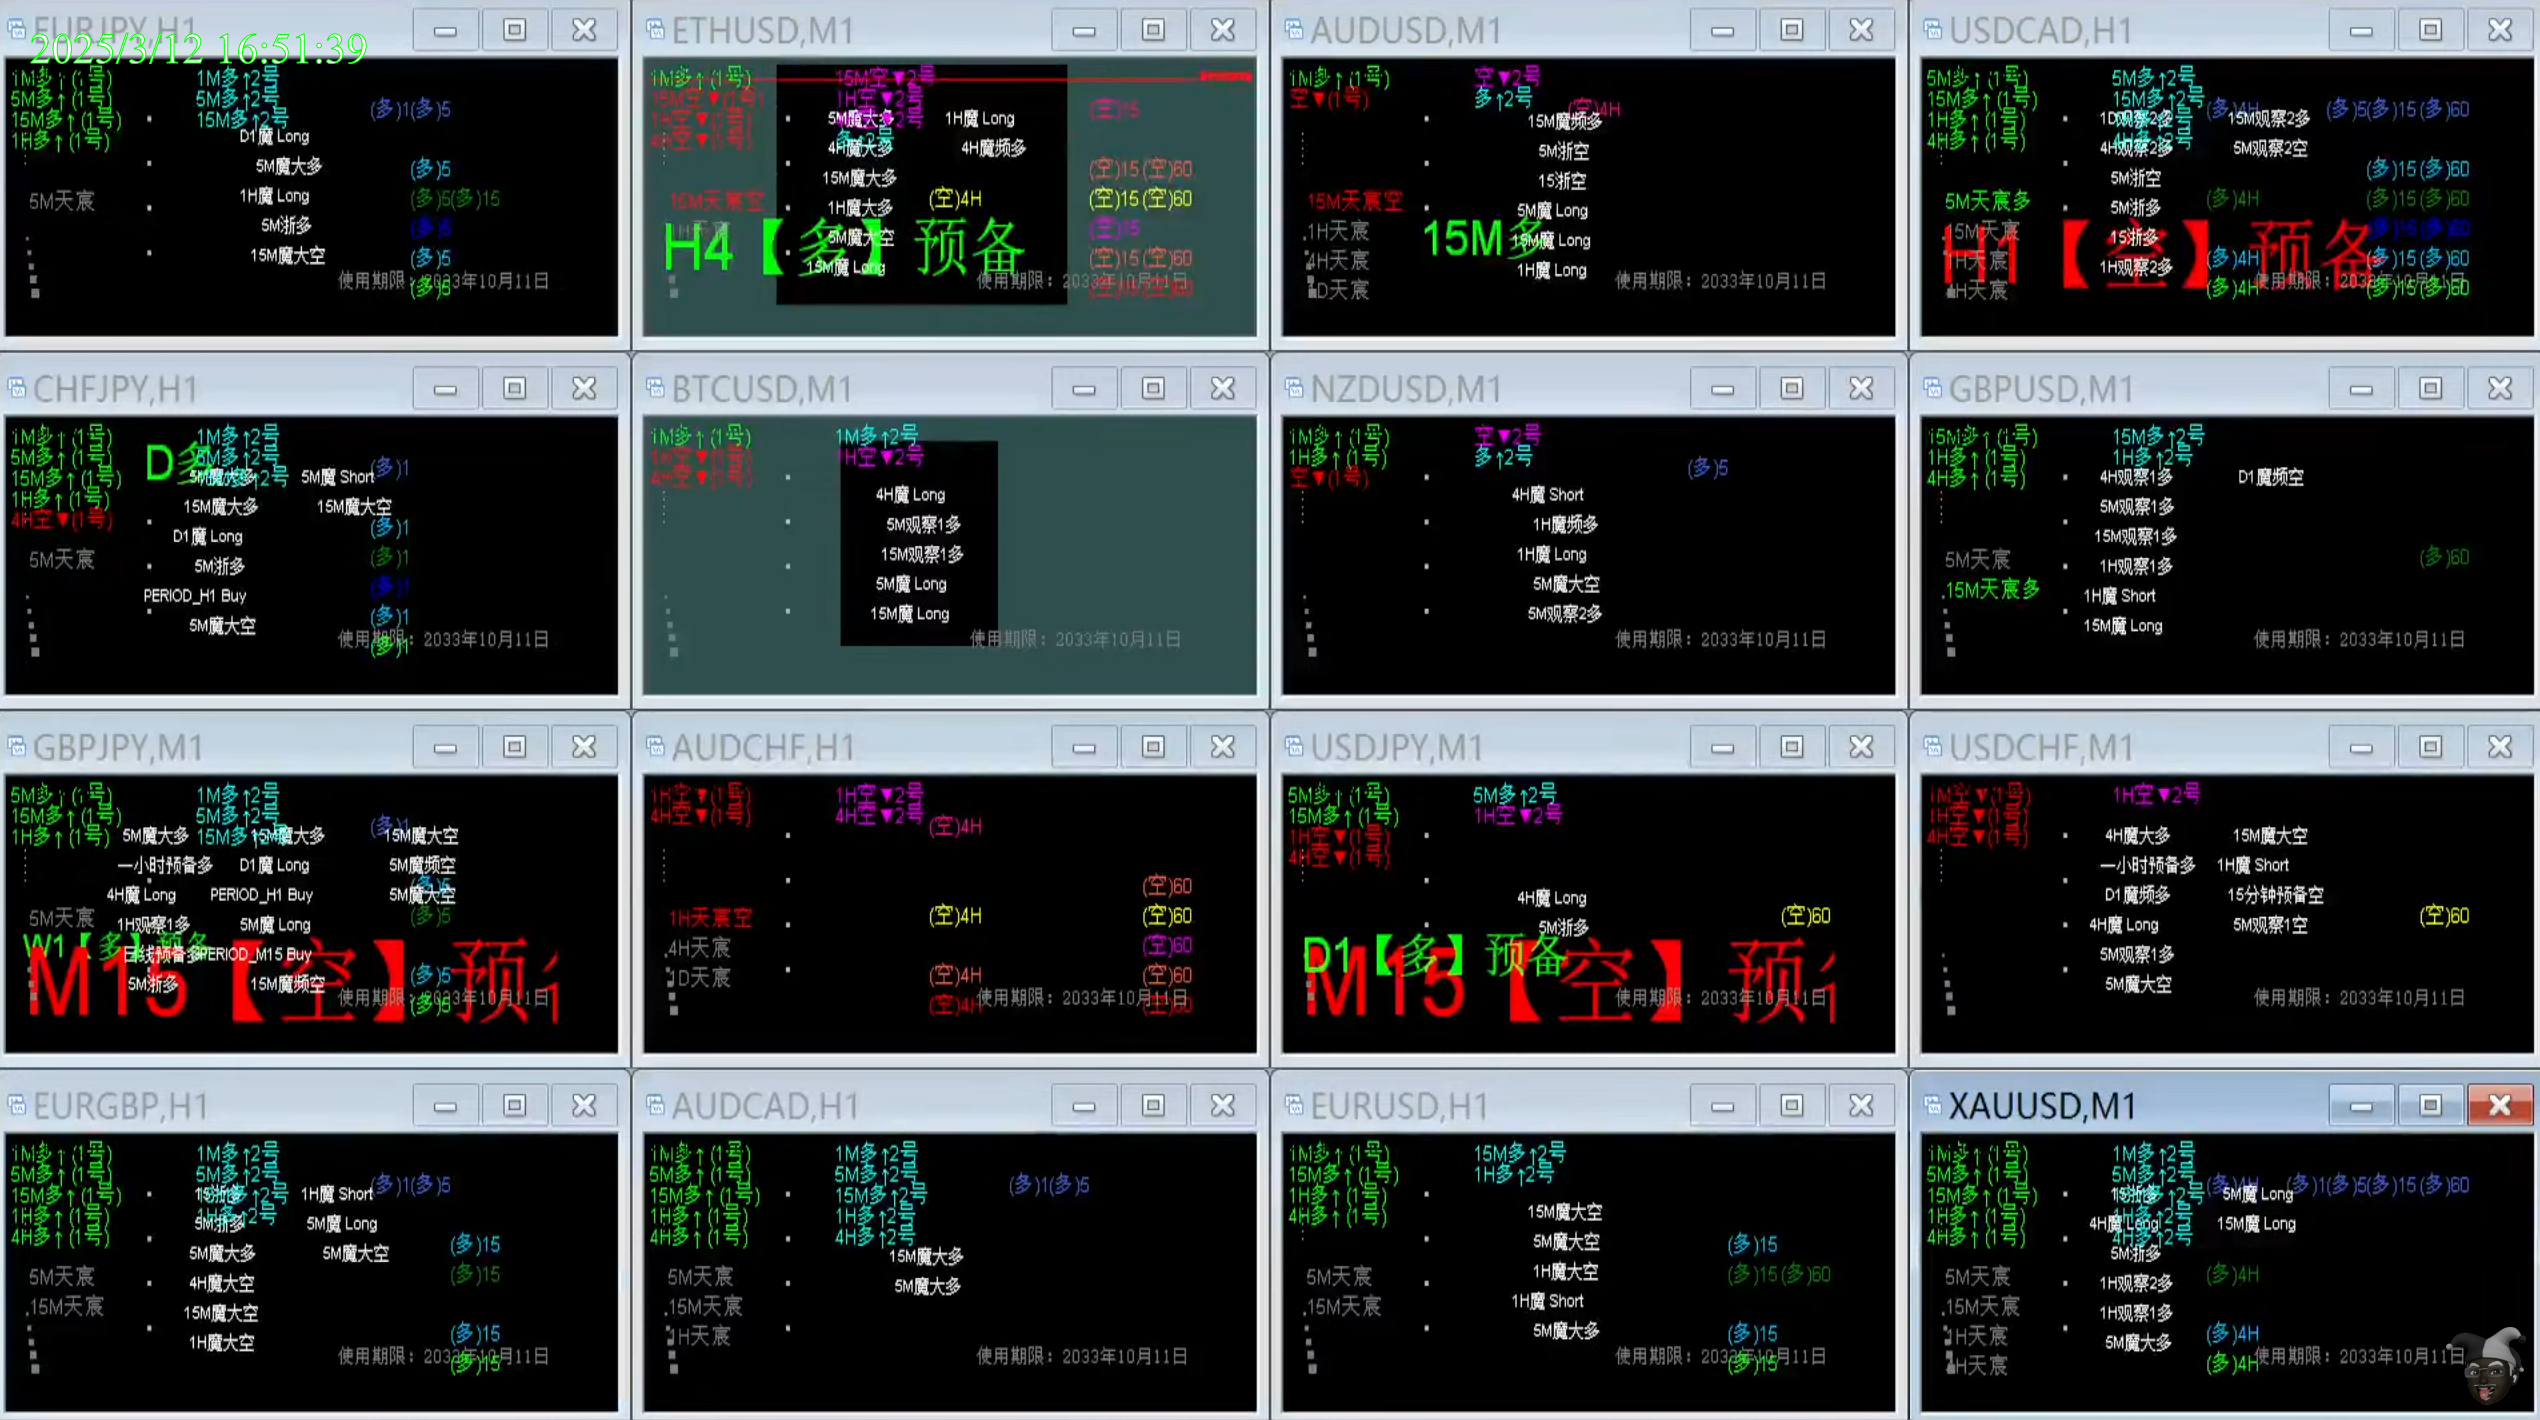 EURJPY,H1
2025/3/12 16:51:39
1M多↑(1号) 1M多↑2号
5M多↑(1号) 5M多↑2号 (多)1(多)5
15M多↑(1号) 15M多↑2号
1H多↑(1号) D1魔 Long
5M魔大多 (多)5
5M天宸 1H魔 Long (多)5(多)15
5M浙多 (多)5
15M魔大空 (多)5
使用期限：2033年10月11日
(多)5
ETHUSD,M1
1M多↑(1号) 15M空▼2号
15M空▼(1号) 1H空▼2号 (空)15
5M魔大多 1H魔 Long
多↑2号
4H魔大多 4H魔频多
15M魔大多 (空)15(空)60
15M天宸空 1H魔大多 (空)4H (空)15(空)60
5M魔大空 (空)15
H4【多】预备
15M魔 Long (空)15(空)60
使用期限：2033年10月11日
AUDUSD,M1
1M多↑(1号) 空▼2号
空▼(1号) 多↑2号 (空)4H
15M魔频多
5M浙空
15浙空
15M天宸空 5M魔 Long
1H天宸 15M多 15M魔 Long
4H天宸 1H魔 Long
1D天宸 使用期限：2033年10月11日
USDCAD,H1
5M多↑(1号) 5M多↑2号
15M多↑(1号) 15M多↑2号 (多)4H (多)5(多)15(多)60
1H多↑(1号) 1D观察2多 15M观察2多
4H多↑(1号) 4H观察2多 5M观察2空
5M浙空 (多)15(多)60
5M天宸多 5M浙多 (多)4H (多)15(多)60
15M天宸 15浙多 (多)15(多)60
H1【空】预备
1H天宸 1H观察2多 (多)4H (多)15(多)60
4H天宸 (多)4H (多)15(多)60
CHFJPY,H1
1M多↑(1号) 1M多↑2号
5M多↑(1号) D多 5M多↑2号 (多)1
15M多↑(1号) 5M魔大多 5M魔 Short
1H多↑(1号) 15M魔大多 15M魔大空
4H空▼(1号) D1魔 Long (多)1
5M天宸 5M浙多 (多)1
PERIOD_H1 Buy (多)1
5M魔大空 (多)1
使用期限：2033年10月11日
(多)1
BTCUSD,M1
1M多↑(1号) 1M多↑2号
1H空▼(1号) 1H空▼2号
4H空▼(1号)
4H魔 Long
5M观察1多
15M观察1多
5M魔 Long
15M魔 Long
使用期限：2033年10月11日
NZDUSD,M1
1M多↑(1号) 空▼2号
1H多↑(1号) 多↑2号 (多)5
空▼(1号)
4H魔 Short
1H魔频多
1H魔 Long
5M魔大空
5M观察2多
使用期限：2033年10月11日
GBPUSD,M1
15M多↑(1号) 15M多↑2号
1H多↑(1号) 1H多↑2号
4H多↑(1号) 4H观察1多 D1魔频空
5M观察1多
15M观察1多
5M天宸 1H观察1多 (多)60
15M天宸多 1H魔 Short
15M魔 Long
使用期限：2033年10月11日
GBPJPY,M1
5M多↑(1号) 1M多↑2号
15M多↑(1号) 5M多↑2号 (多)1
1H多↑(1号) 5M魔大多 15M多 15M魔大多 15M魔大空
一小时预备多 D1魔 Long 5M魔频空
4H魔 Long PERIOD_H1 Buy 5M魔大空 (多)5
5M天宸 1H观察1多 5M魔 Long (多)5
W1【多】预备 日线预备多 PERIOD_M15 Buy
M15【空】预
5M浙多 15M魔频空 (多)5
使用期限：2033年10月11日
(多)5
AUDCHF,H1
1H空▼(1号) 1H空▼2号
4H空▼(1号) 4H空▼2号 (空)4H
(空)60
1H天宸空 (空)4H (空)60
4H天宸 (空)60
1D天宸 (空)4H (空)60
(空)4H 使用期限：2033年10月11日 (空)60
USDJPY,M1
5M多↑(1号) 5M多↑2号
15M多↑(1号) 1H空▼2号
1H空▼(1号)
4H空▼(1号)
4H魔 Long
5M浙多 (空)60
D1【多】预备
M15【空】预
使用期限：2033年10月11日
USDCHF,M1
1M空▼(1号) 1H空▼2号
1H空▼(1号)
4H空▼(1号) 4H魔大多 15M魔大空
一小时预备多 1H魔 Short
D1魔频多 15分钟预备空
4H魔 Long 5M观察1空 (空)60
5M观察1多
5M魔大空
使用期限：2033年10月11日
EURGBP,H1
1M多↑(1号) 1M多↑2号
5M多↑(1号) 5M多↑2号 (多)1(多)5
15M多↑(1号) 15浙多 1H魔 Short
1H多↑(1号) 5M浙多 5M魔 Long
4H多↑(1号) 5M魔大多 5M魔大空 (多)15
5M天宸 4H魔大空 (多)15
15M天宸 15M魔大空
1H魔大空 (多)15
使用期限：2033年10月11日
(多)15
AUDCAD,H1
1M多↑(1号) 1M多↑2号
5M多↑(1号) 5M多↑2号 (多)1(多)5
15M多↑(1号) 15M多↑2号
1H多↑(1号) 1H多↑2号
4H多↑(1号) 4H多↑2号
15M魔大多
5M天宸 5M魔大多
15M天宸
1H天宸
使用期限：2033年10月11日
EURUSD,H1
1M多↑(1号) 15M多↑2号
15M多↑(1号) 1H多↑2号
1H多↑(1号)
4H多↑(1号) 15M魔大空
5M魔大空 (多)15
5M天宸 1H魔大空 (多)15(多)60
15M天宸 1H魔 Short
5M魔大多 (多)15
使用期限：2033年10月11日
(多)15
XAUUSD,M1
1M多↑(1号) 1M多↑2号
5M多↑(1号) 5M多↑2号 (多)4H (多)1(多)5(多)15(多)60
15M多↑(1号) 15浙多 5M魔 Long
1H多↑(1号) 4H魔 Long 15M魔 Long
4H多↑(1号) 4H多↑2号
5M浙多
5M天宸 1H观察2多 (多)4H
15M天宸 1H观察1多
1H天宸 5M魔大多 (多)4H
4H天宸 (多)4H 使用期限：2033年10月11日